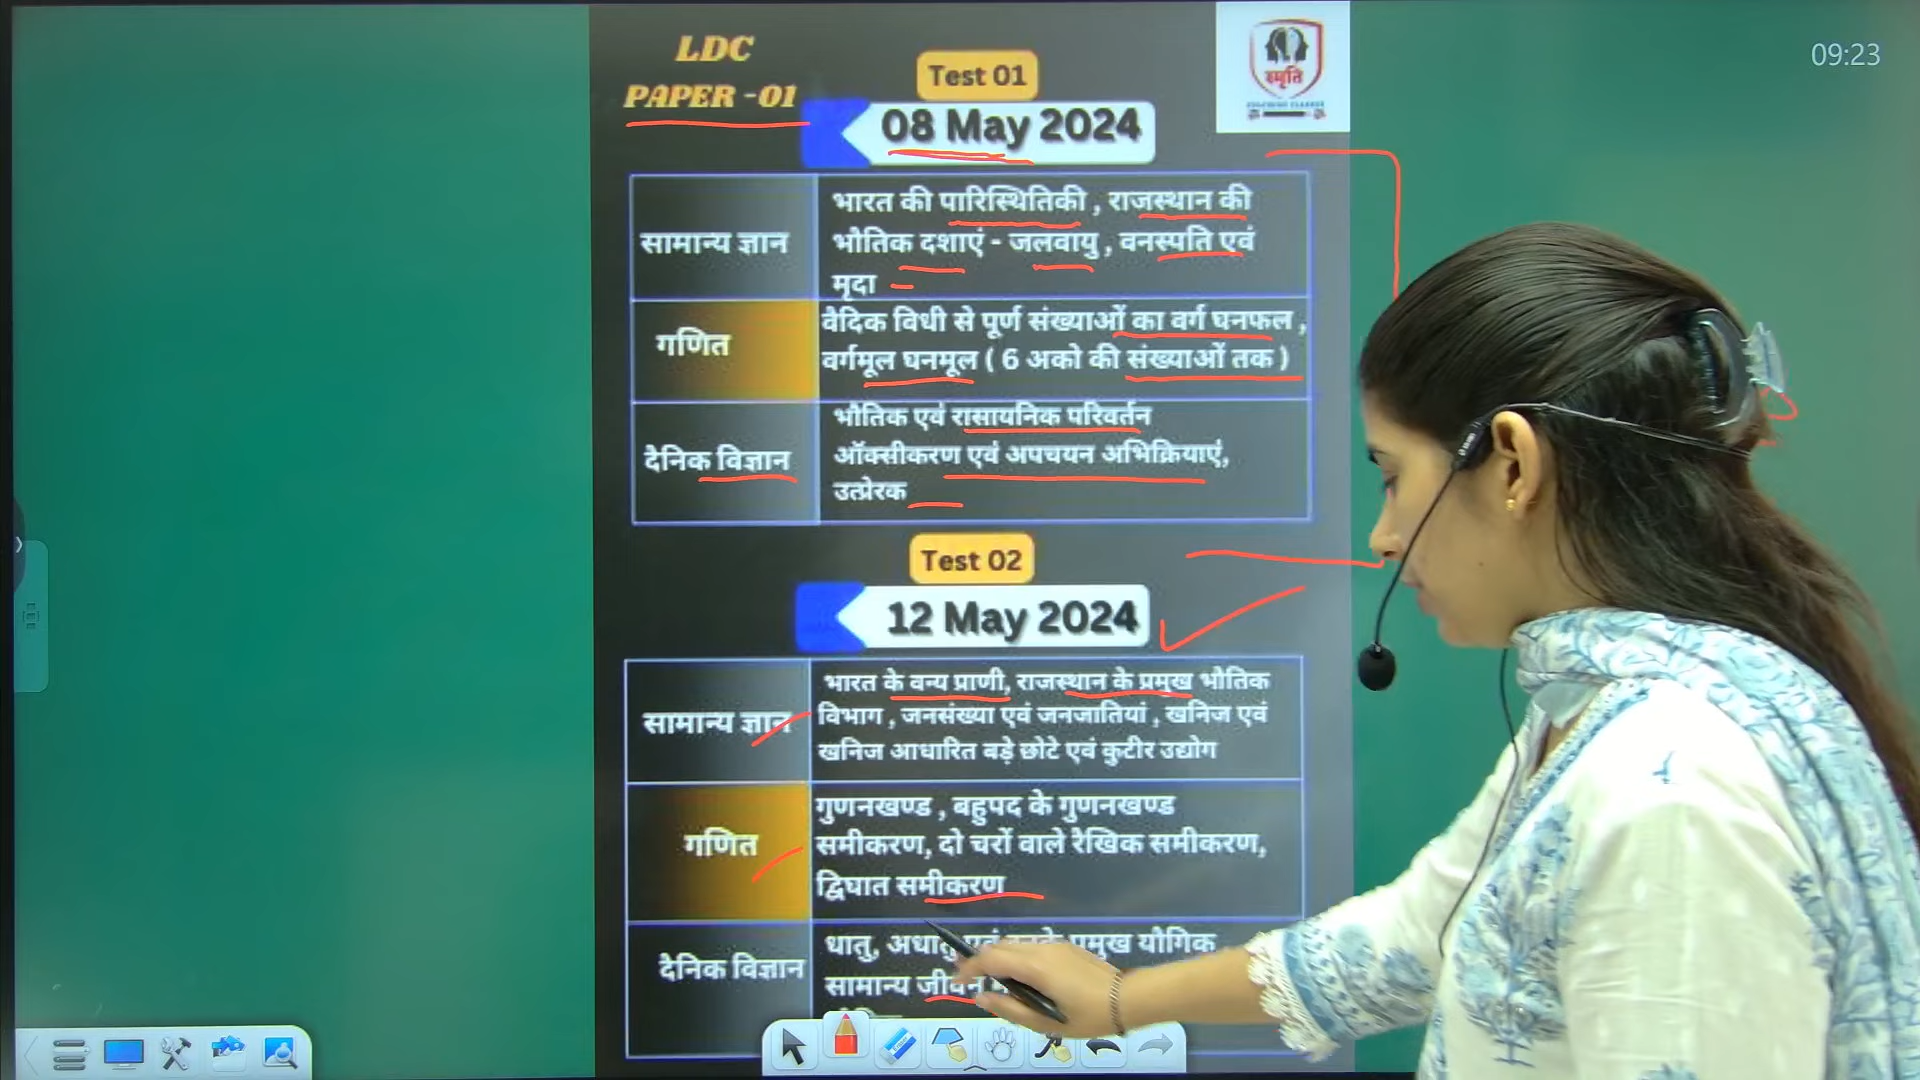 LDC
PAPER -01
Test 01
08 May 2024
स्मृति
09:23
सामान्य ज्ञान
भारत की पारिस्थितिकी , राजस्थान की
भौतिक दशाएं - जलवायु , वनस्पति एवं
मृदा
गणित
वैदिक विधी से पूर्ण संख्याओं का वर्ग घनफल ,
वर्गमूल घनमूल ( 6 अको की संख्याओं तक )
दैनिक विज्ञान
भौतिक एवं रासायनिक परिवर्तन
ऑक्सीकरण एवं अपचयन अभिक्रियाएं,
उत्प्रेरक
Test 02
12 May 2024
सामान्य ज्ञान
भारत के वन्य प्राणी, राजस्थान के प्रमुख भौतिक
विभाग , जनसंख्या एवं जनजातियां , खनिज एवं
खनिज आधारित बड़े छोटे एवं कुटीर उद्योग
गणित
गुणनखण्ड , बहुपद के गुणनखण्ड
समीकरण, दो चरों वाले रैखिक समीकरण,
द्विघात समीकरण
दैनिक विज्ञान
धातु, अधातु एवं उनके प्रमुख यौगिक
सामान्य जीवन